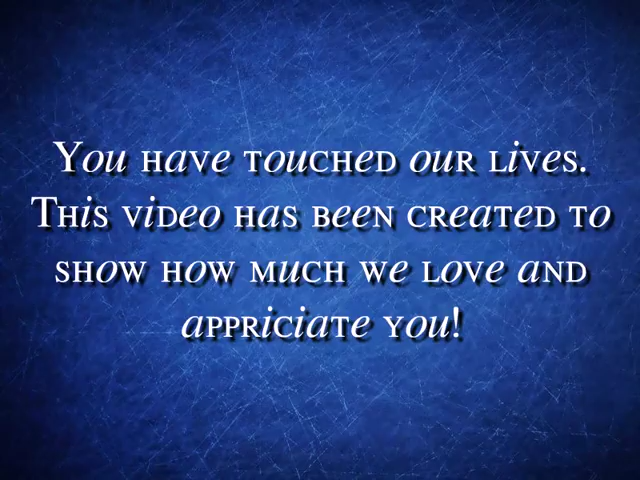 You have touched our lives.
This video has been created to
show how much we love and
appriciate you!